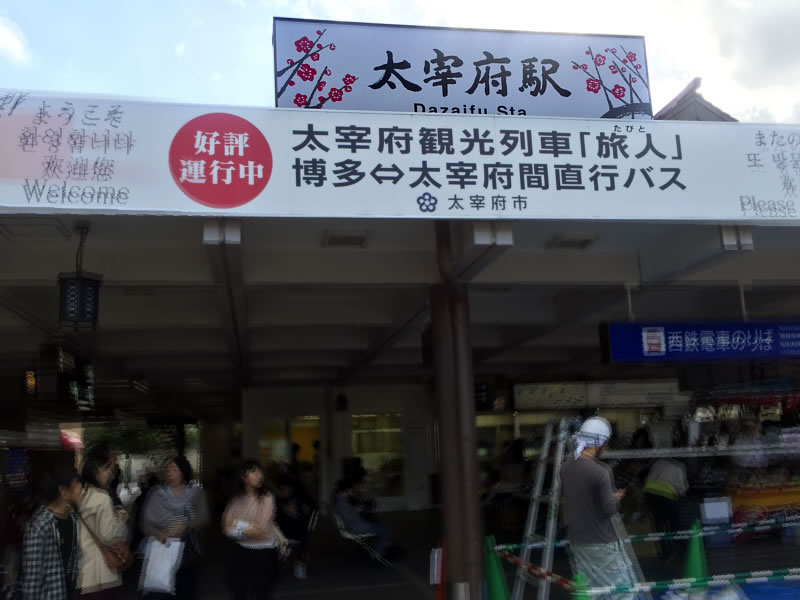 太宰府駅
Dazaifu Sta
ようこそ
환영합니다
欢迎您
Welcome
好評
運行中
たびと
太宰府観光列車「旅人」
博多⇔太宰府間直行バス
太宰府市
またの
또
Please
西鉄電車のりば